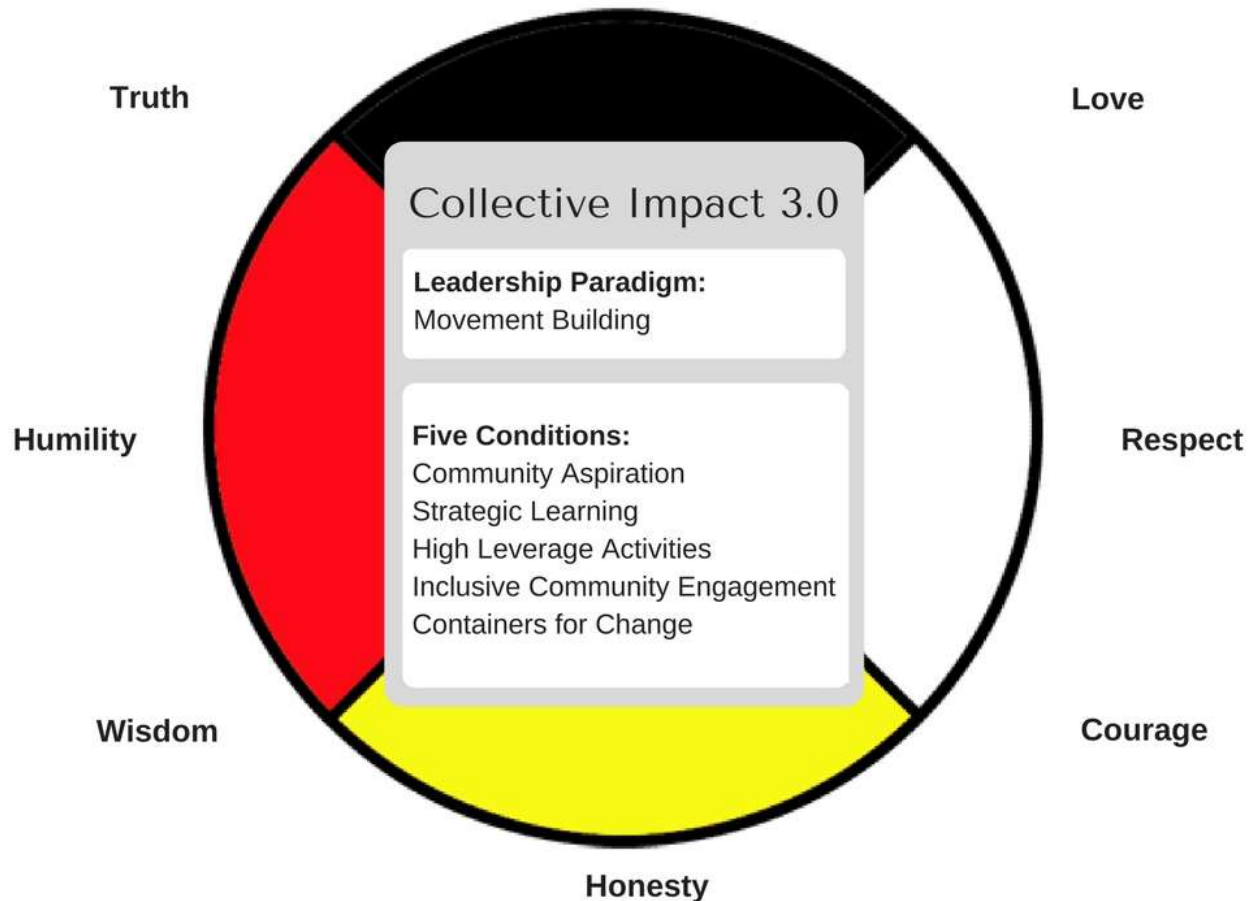 Truth
Love
Collective Impact 3.0
Leadership Paradigm:
Movement Building
Humility
Respect
Five Conditions:
Community Aspiration
Strategic Learning
High Leverage Activities
Inclusive Community Engagement
Containers for Change
Wisdom
Courage
Honesty